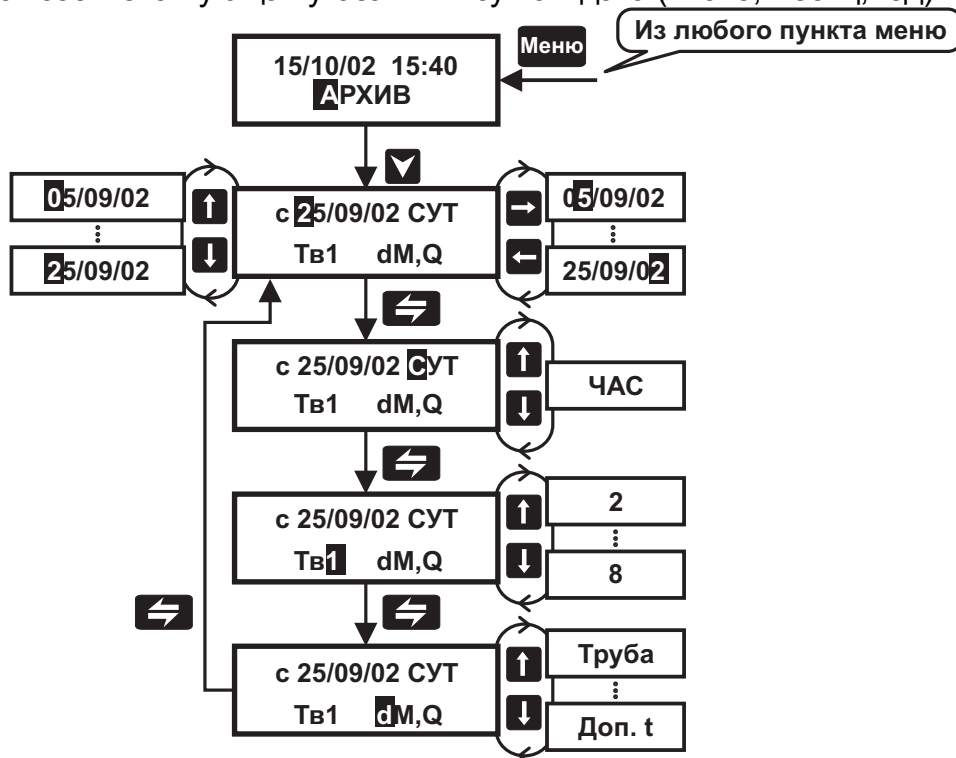 Из любого пункта меню
Меню
15/10/02 15:40
АРХИВ
05/09/02
25/09/02
с 25/09/02 СУТ
Тв1 dM,Q
05/09/02
25/09/02
с 25/09/02 СУТ
Тв1 dM,Q
ЧАС
с 25/09/02 СУТ
Тв1 dM,Q
2
8
с 25/09/02 СУТ
Тв1 dM,Q
Труба
Доп. t